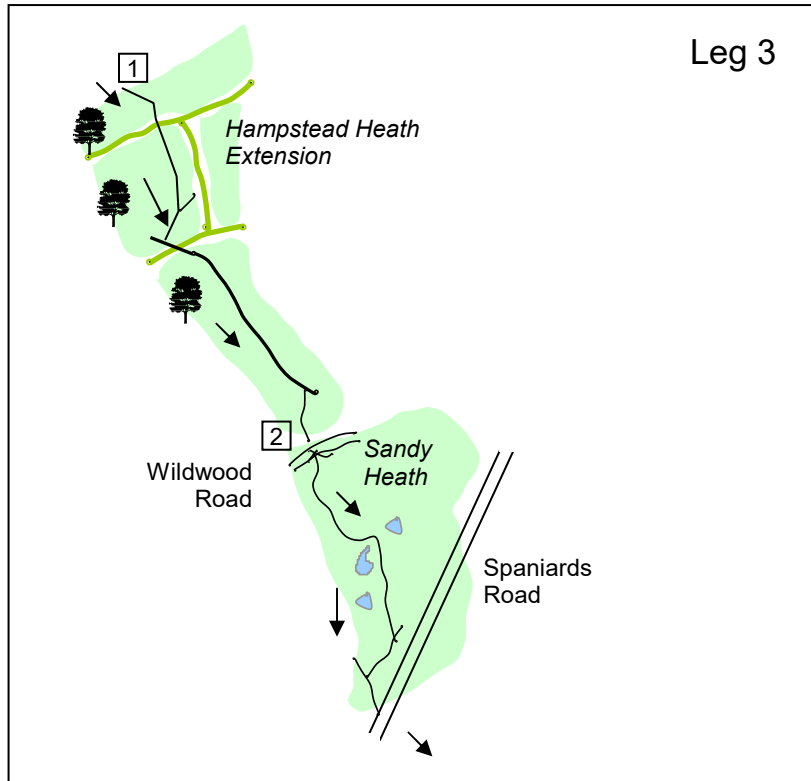 Leg 3
1
Hampstead Heath
Extension
2
Sandy
Heath
Wildwood
Road
Spaniards
Road